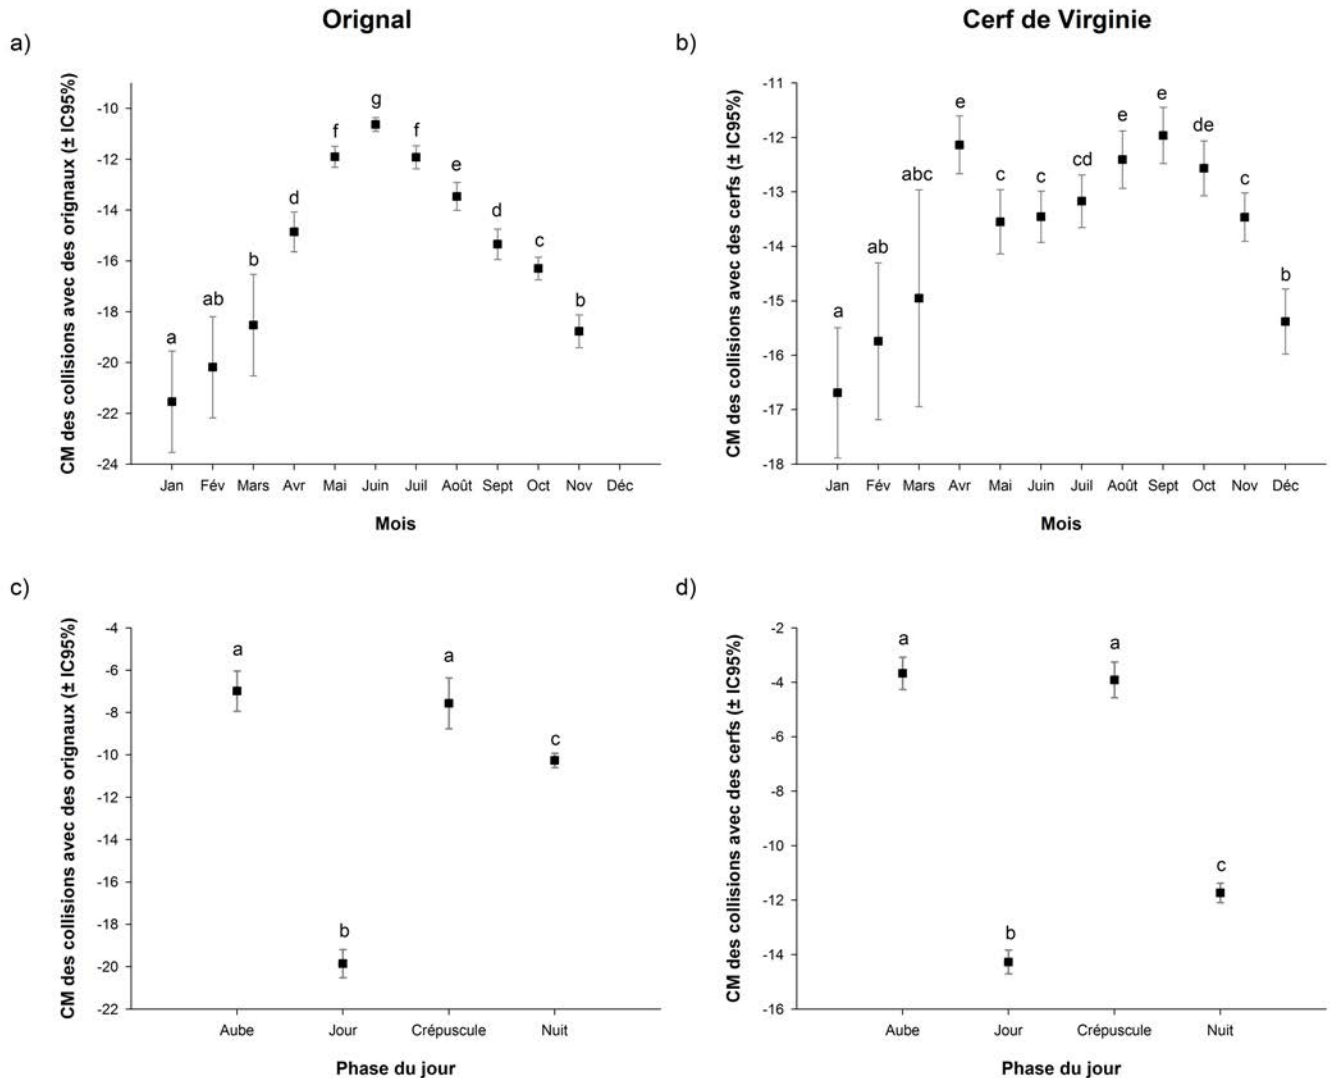 Orignal
a)
CM des collisions avec des orignaux (± IC95%)
-10
-12
-14
-16
-18
-20
-22
-24
a
ab
b
d
f
g
f
e
d
c
b
Jan Fév Mars Avr Mai Juin Juil Août Sept Oct Nov Déc
Mois
Cerf de Virginie
b)
CM des collisions avec des cerfs (± IC95%)
-11
-12
-13
-14
-15
-16
-17
-18
a
ab
abc
e
c
c
cd
e
e
de
c
b
Jan Fév Mars Avr Mai Juin Juil Août Sept Oct Nov Déc
Mois
c)
CM des collisions avec des orignaux (± IC95%)
-4
-6
-8
-10
-12
-14
-16
-18
-20
-22
a
b
a
c
Aube Jour Crépuscule Nuit
Phase du jour
d)
CM des collisions avec des cerfs (± IC95%)
-2
-4
-6
-8
-10
-12
-14
-16
a
b
a
c
Aube Jour Crépuscule Nuit
Phase du jour